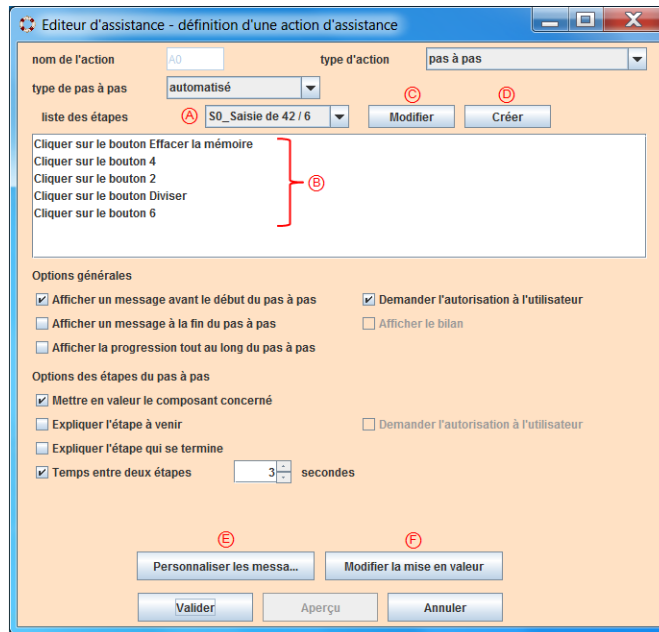 Editeur d'assistance - définition d'une action d'assistance
nom de l'action A0 type d'action pas à pas
type de pas à pas automatisé
C D
liste des étapes A S0_Saisie de 42 / 6 Modifier Créer
Cliquer sur le bouton Effacer la mémoire
Cliquer sur le bouton 4
Cliquer sur le bouton 2 B
Cliquer sur le bouton Diviser
Cliquer sur le bouton 6
Options générales
Afficher un message avant le début du pas à pas Demander l'autorisation à l'utilisateur
Afficher un message à la fin du pas à pas Afficher le bilan
Afficher la progression tout au long du pas à pas
Options des étapes du pas à pas
Mettre en valeur le composant concerné
Expliquer l'étape à venir Demander l'autorisation à l'utilisateur
Expliquer l'étape qui se termine
Temps entre deux étapes 3 secondes
E F
Personnaliser les messa... Modifier la mise en valeur
Valider Aperçu Annuler